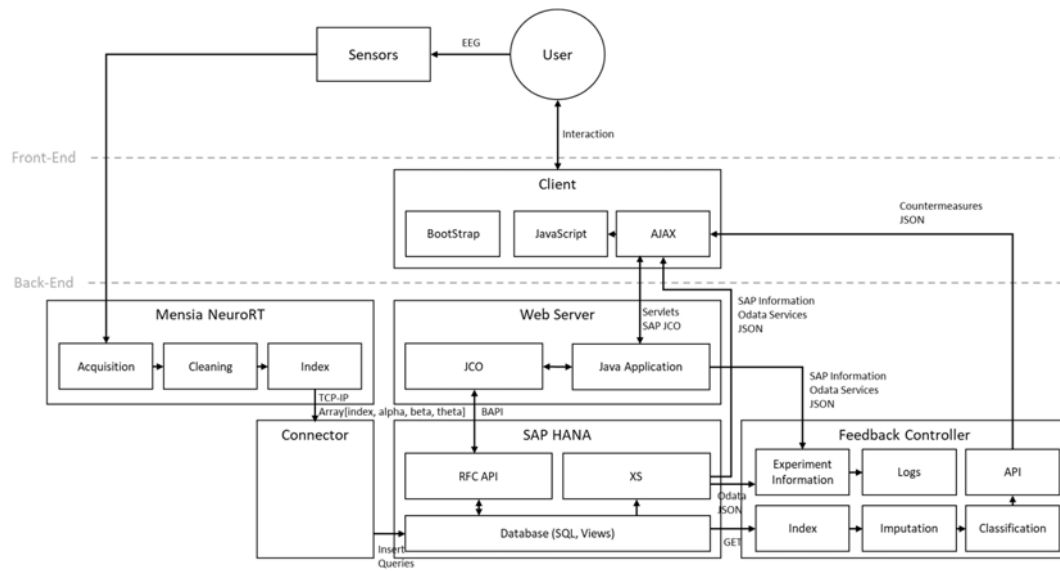 Sensors
EEG
User
Interaction
Front-End
Client
BootStrap
JavaScript
AJAX
Countermeasures
JSON
Back-End
Mensia NeuroRT
Acquisition
Cleaning
Index
TCP-IP
Array[index, alpha, beta, theta]
Web Server
Servlets
SAP JCO
JCO
Java Application
BAPI
SAP Information
Odata Services
JSON
SAP Information
Odata Services
JSON
Connector
Insert
Queries
SAP HANA
RFC API
XS
Database (SQL, Views)
Odata
JSON
GET
Feedback Controller
Experiment
Information
Logs
API
Index
Imputation
Classification